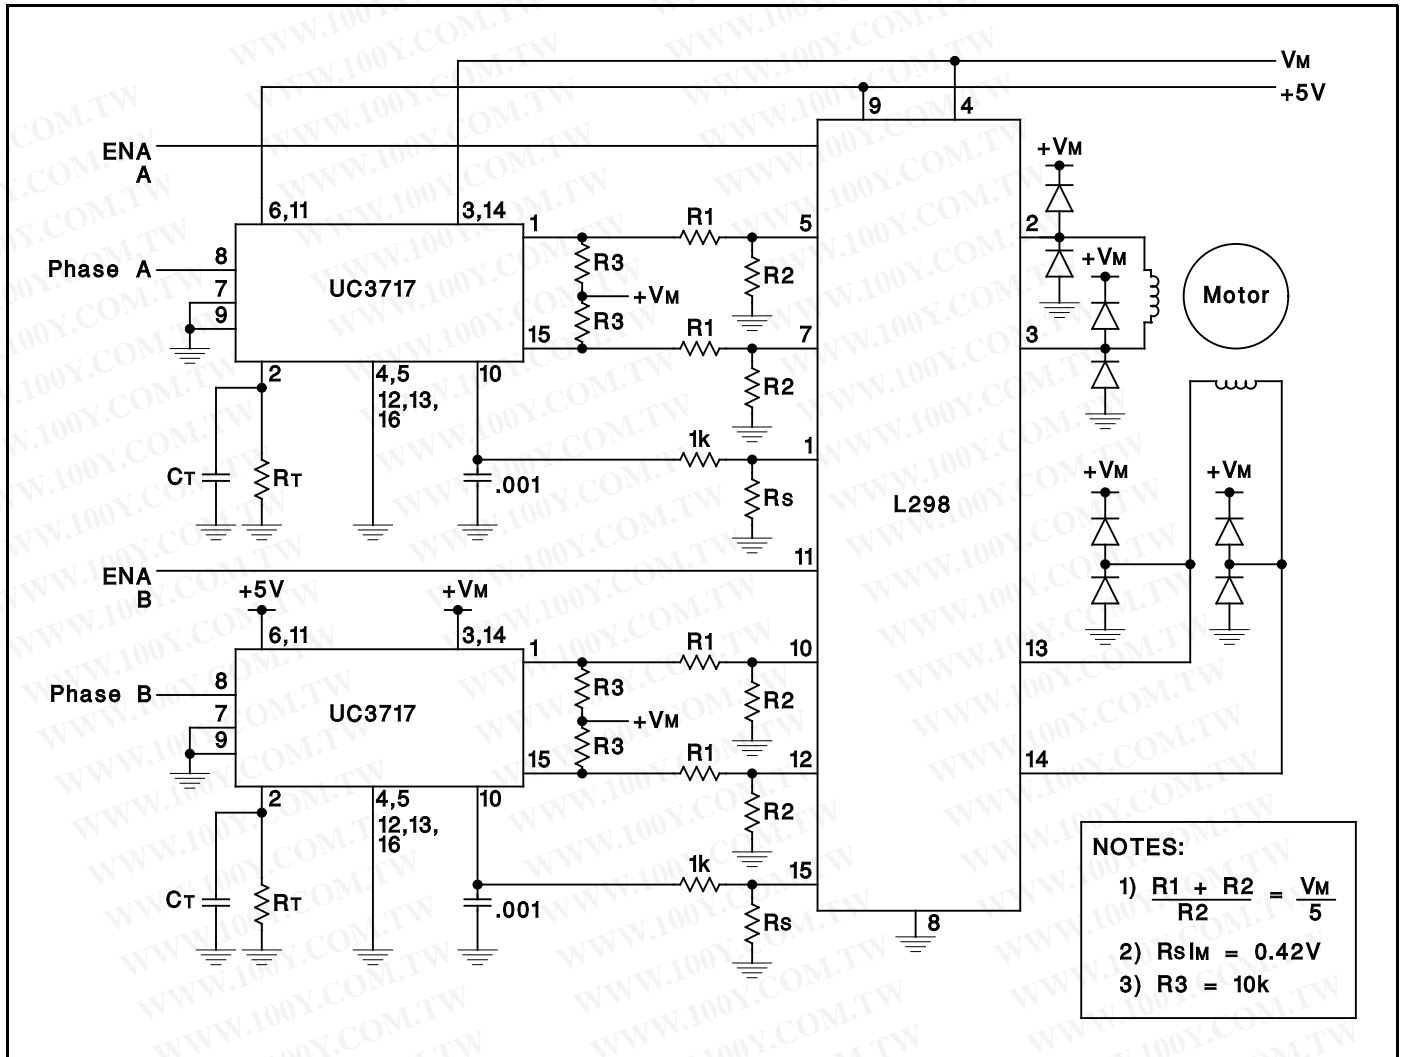 VM
+5V
9
4
ENA
A
+VM
6,11
3,14
1
R1
5
2
8
Phase A
R3
R2
+VM
7
UC3717
+VM
Motor
9
R3
15
R1
7
3
2
4,5
10
R2
12,13,
16
1k
1
+VM
+VM
CT
RT
.001
Rs
L298
11
ENA
B
+5V
+VM
6,11
3,14
1
R1
10
13
8
Phase B
R3
R2
7
UC3717
+VM
9
R3
15
R1
12
14
2
4,5
10
R2
12,13,
16
NOTES:
1k
15
1) R1 + R2 = VM
R2 5
CT
RT
.001
Rs
8
2) RsIM = 0.42V
3) R3 = 10k
WWW.100Y.COM.TW